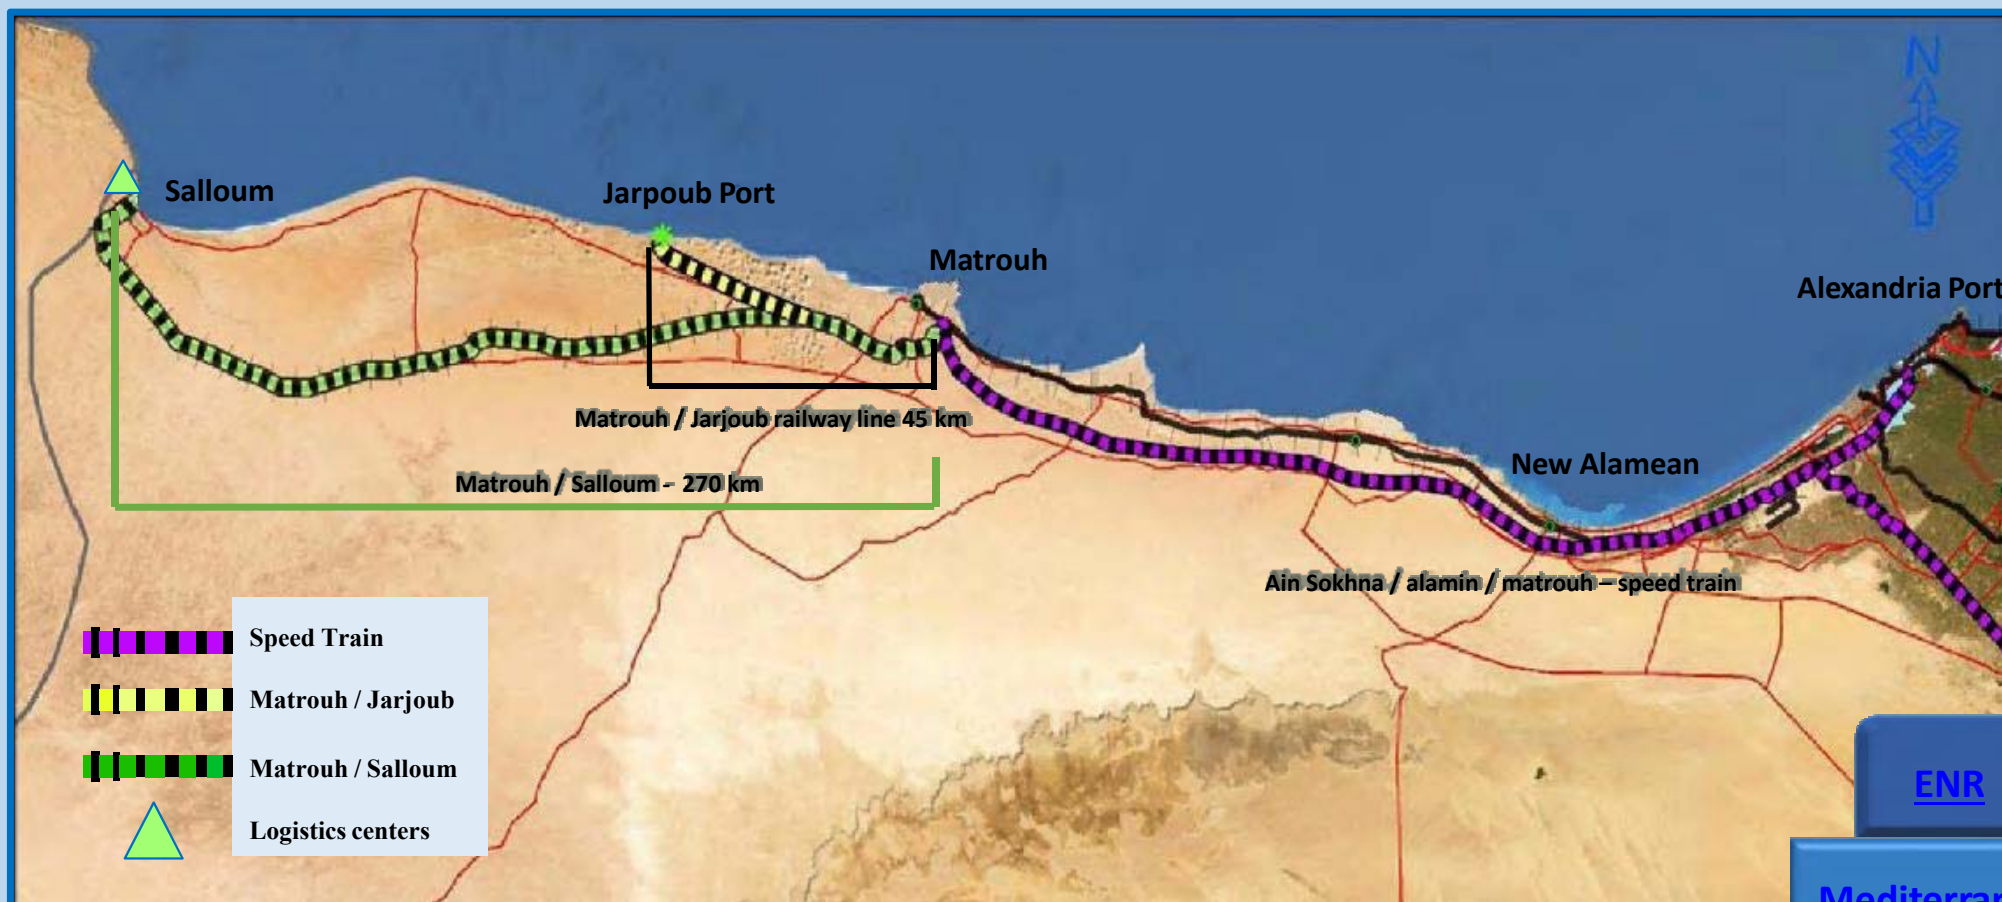 N
Salloum
Jarpoub Port
Matrouh
Alexandria Port
Matrouh / Jarjoub railway line 45 km
New Alamean
Matrouh / Salloum - 270 km
Ain Sokhna / alamin / matrouh – speed train
Speed Train
Matrouh / Jarjoub
Matrouh / Salloum
Logistics centers
ENR